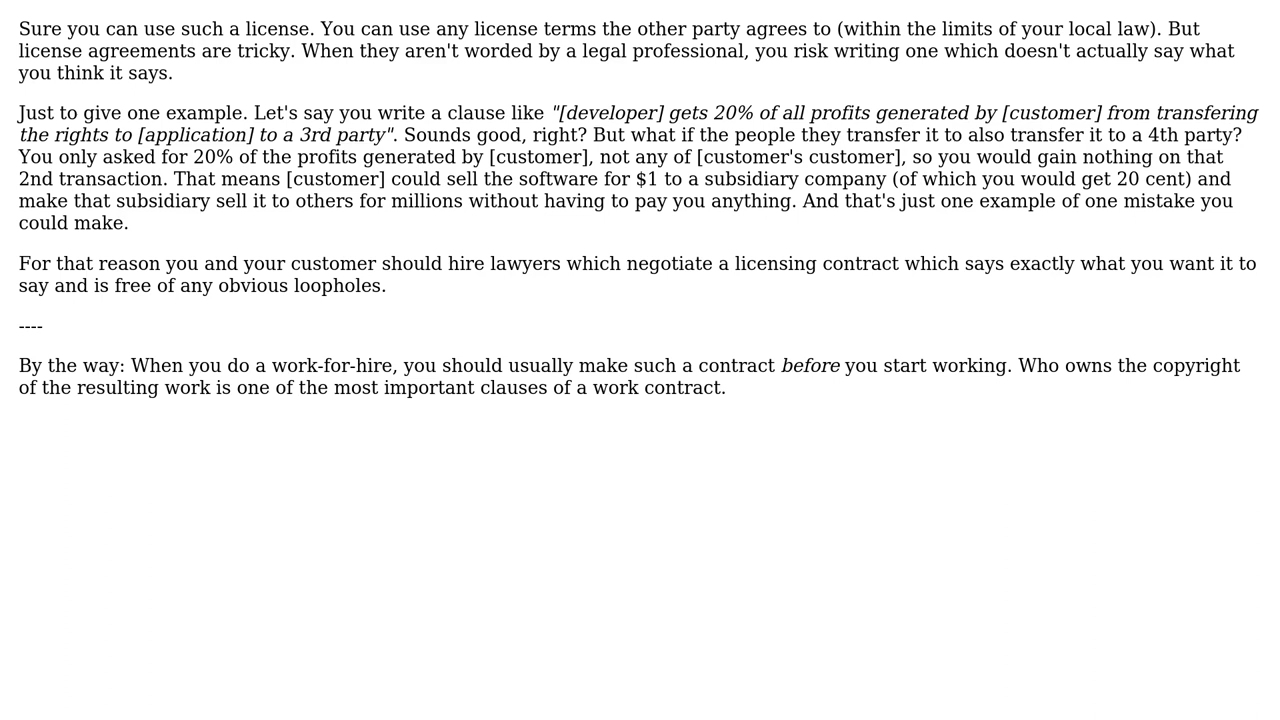 Sure you can use such a license. You can use any license terms the other party agrees to (within the limits of your local law). But
license agreements are tricky. When they aren't worded by a legal professional, you risk writing one which doesn't actually say what
you think it says.
Just to give one example. Let's say you write a clause like "[developer] gets 20% of all profits generated by [customer] from transfering
the rights to [application] to a 3rd party". Sounds good, right? But what if the people they transfer it to also transfer it to a 4th party?
You only asked for 20% of the profits generated by [customer], not any of [customer's customer], so you would gain nothing on that
2nd transaction. That means [customer] could sell the software for $1 to a subsidiary company (of which you would get 20 cent) and
make that subsidiary sell it to others for millions without having to pay you anything. And that's just one example of one mistake you
could make.
For that reason you and your customer should hire lawyers which negotiate a licensing contract which says exactly what you want it to
say and is free of any obvious loopholes.
----
By the way: When you do a work-for-hire, you should usually make such a contract before you start working. Who owns the copyright
of the resulting work is one of the most important clauses of a work contract.